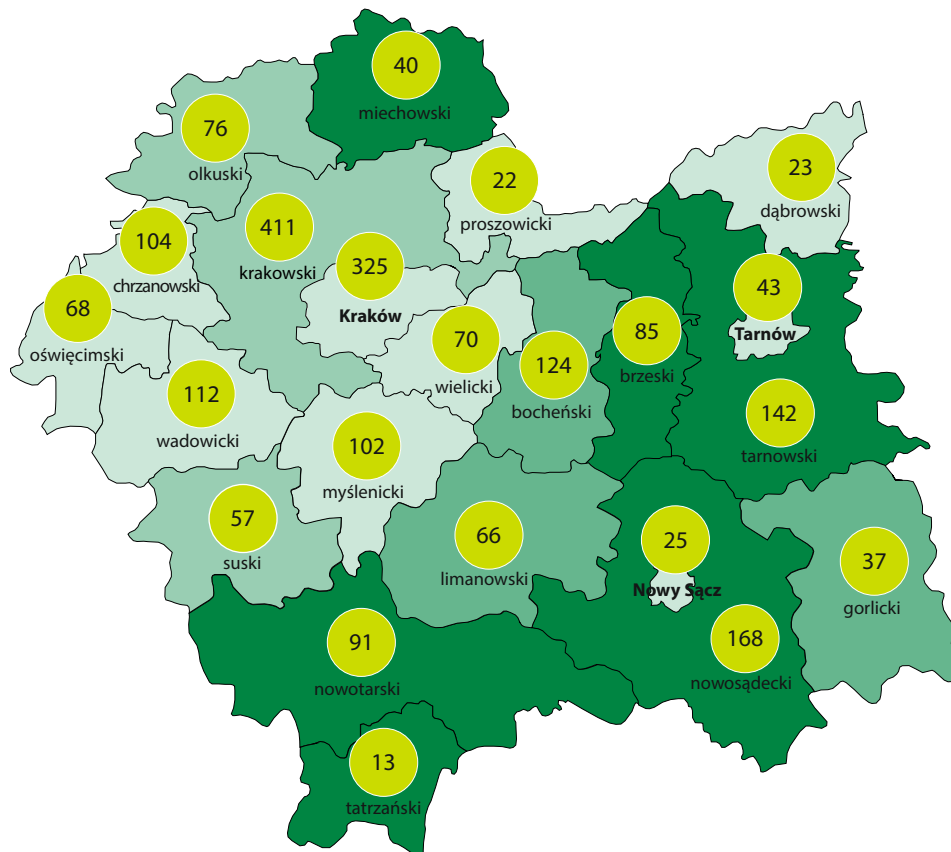 40
miechowski
76
olkuski
22
proszowicki
23
dąbrowski
411
krakowski
104
chrzanowski
325
Kraków
43
Tarnów
68
oświęcimski
70
wielicki
85
brzeski
124
bocheński
112
wadowicki
142
tarnowski
102
myślenicki
57
suski
66
limanowski
25
Nowy Sącz
37
gorlicki
91
nowotarski
168
nowosądecki
13
tatrzański